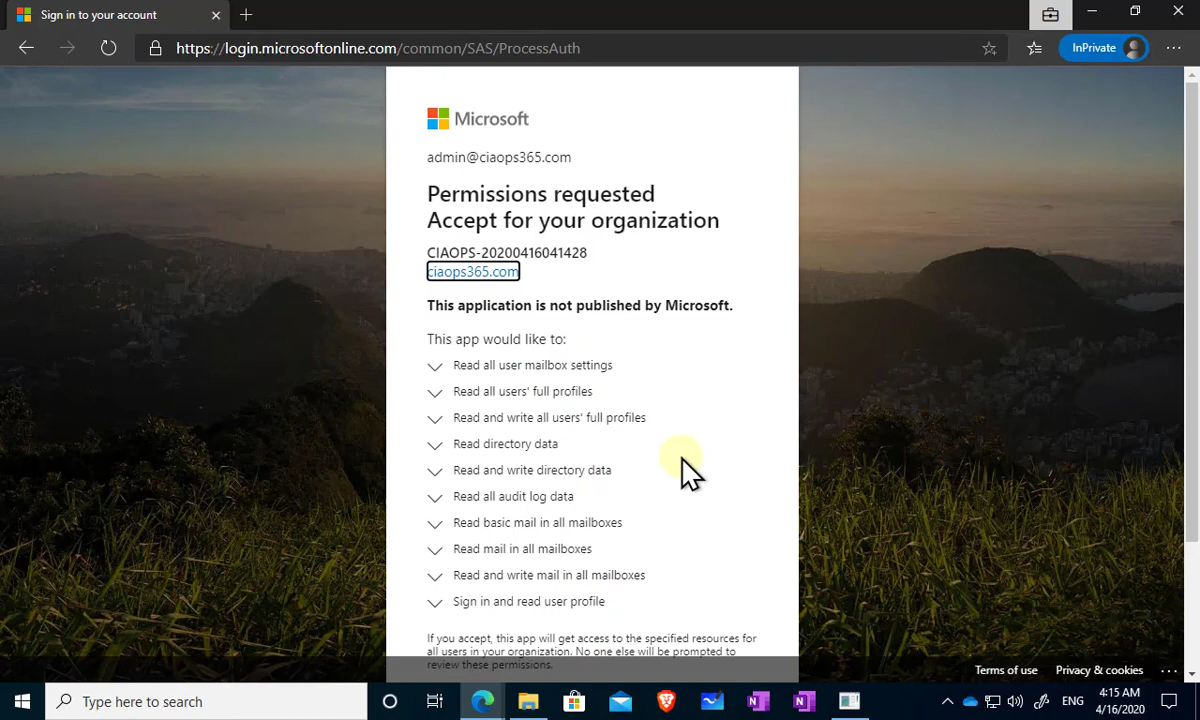 Sign in to your account
https://login.microsoftonline.com/common/SAS/ProcessAuth
InPrivate
Microsoft
admin@ciaops365.com
Permissions requested
Accept for your organization
CIAOPS-20200416041428
ciaops365.com
This application is not published by Microsoft.
This app would like to:
Read all user mailbox settings
Read all users' full profiles
Read and write all users' full profiles
Read directory data
Read and write directory data
Read all audit log data
Read basic mail in all mailboxes
Read mail in all mailboxes
Read and write mail in all mailboxes
Sign in and read user profile
If you accept, this app will get access to the specified resources for
all users in your organization. No one else will be prompted to
review these permissions.
Terms of use Privacy & cookies ...
Type here to search
ENG
4:15 AM
4/16/2020